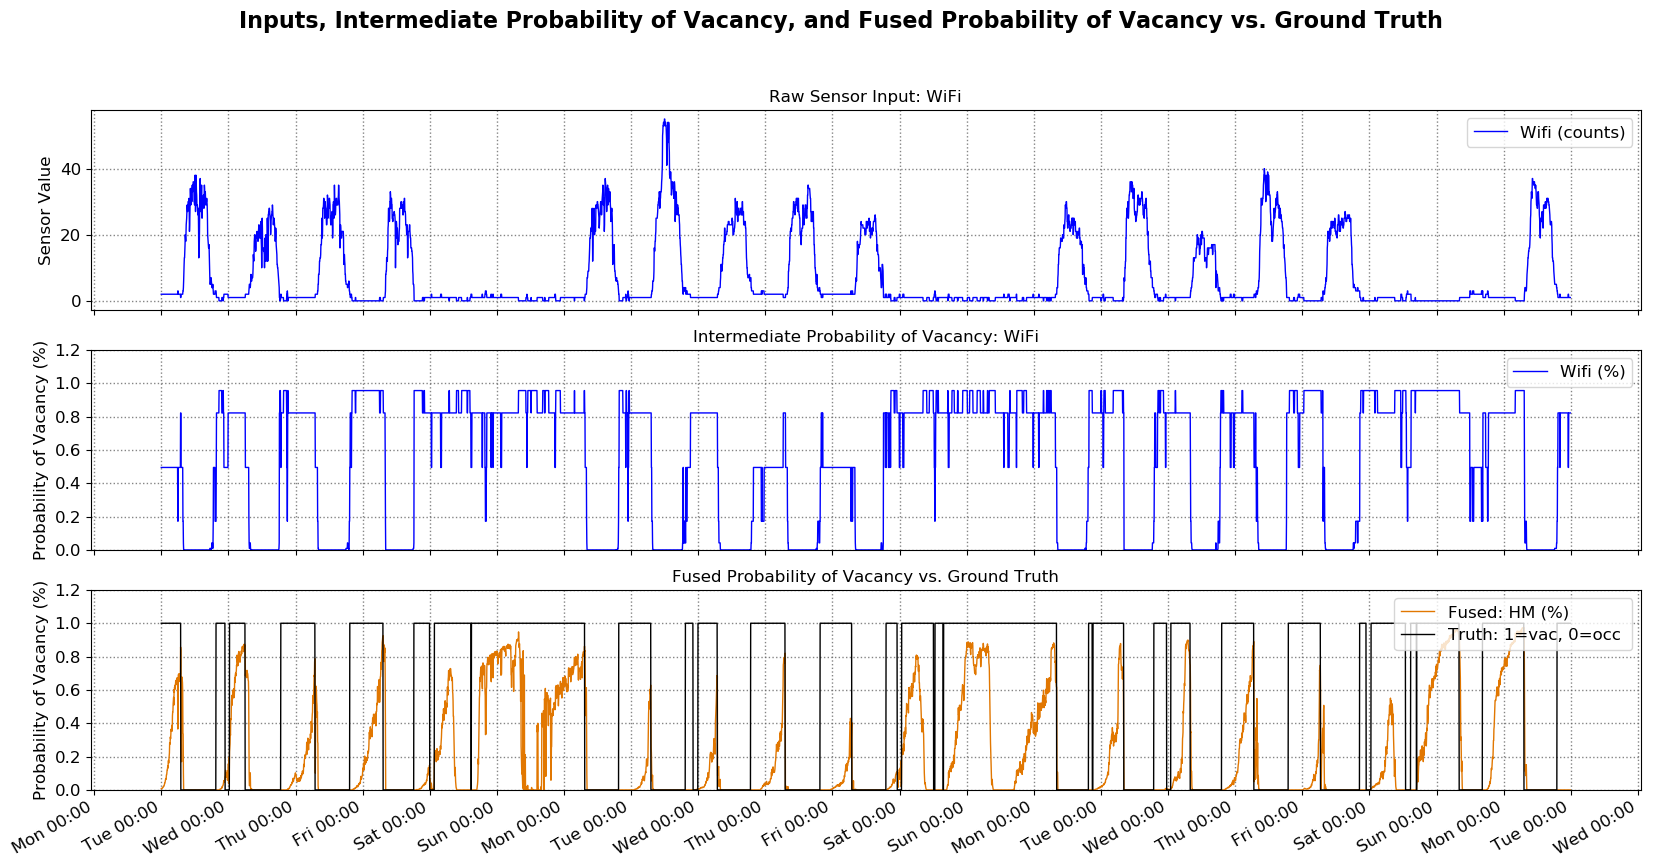 Inputs, Intermediate Probability of Vacancy, and Fused Probability of Vacancy vs. Ground Truth
Raw Sensor Input: WiFi
Sensor Value
40
20
0
Wifi (counts)
Intermediate Probability of Vacancy: WiFi
Probability of Vacancy (%)
1.2
1.0
0.8
0.6
0.4
0.2
0.0
Wifi (%)
Fused Probability of Vacancy vs. Ground Truth
Probability of Vacancy (%)
1.2
1.0
0.8
0.6
0.4
0.2
0.0
Fused: HM (%)
Truth: 1=vac, 0=occ
Mon 00:00
Tue 00:00
Wed 00:00
Thu 00:00
Fri 00:00
Sat 00:00
Sun 00:00
Mon 00:00
Tue 00:00
Wed 00:00
Thu 00:00
Fri 00:00
Sat 00:00
Sun 00:00
Mon 00:00
Tue 00:00
Wed 00:00
Thu 00:00
Fri 00:00
Sat 00:00
Sun 00:00
Mon 00:00
Tue 00:00
Wed 00:00